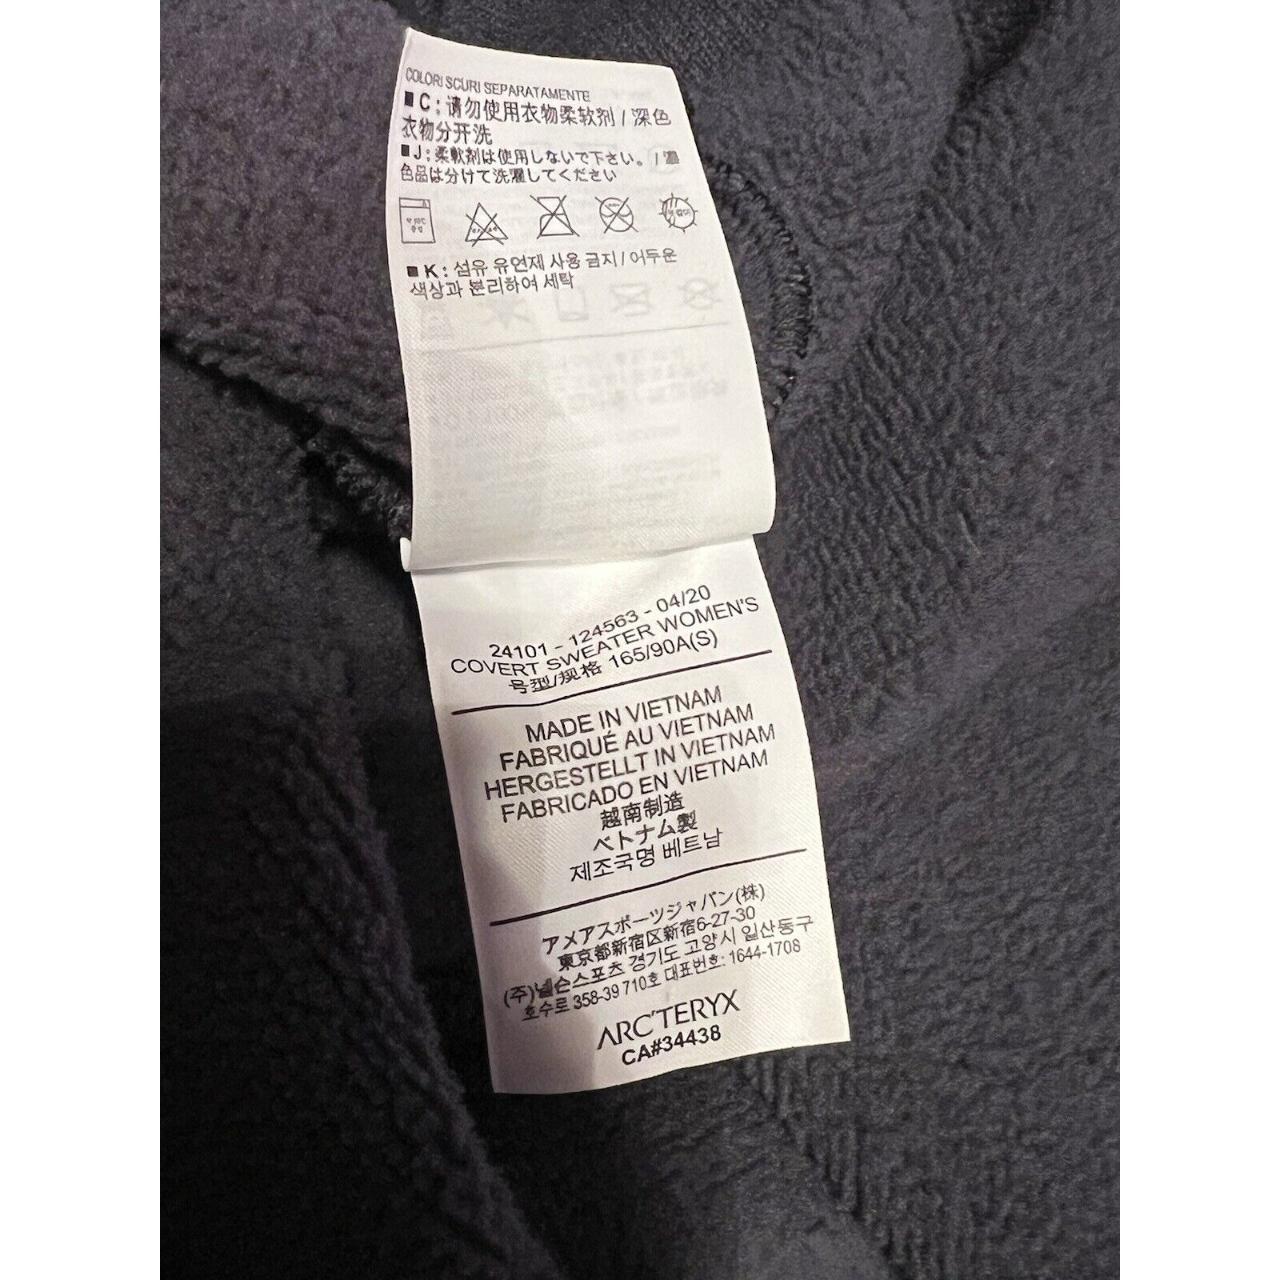 COLORI SCURI SEPARATAMENTE
■C:请勿使用衣物柔软剂 / 深色
衣物分开洗
■J:柔軟剤は使用しないで下さい。/ 濃
色品は分けて洗濯してください
■K:섬유 유연제 사용 금지 / 어두운
색상과 분리하여 세탁
24101 - 124563 - 04/20
COVERT SWEATER WOMEN'S
号型/规格 165/90A(S)
MADE IN VIETNAM
FABRIQUÉ AU VIETNAM
HERGESTELLT IN VIETNAM
FABRICADO EN VIETNAM
越南制造
ベトナム製
제조국명 베트남
アメアスポーツジャパン(株)
東京都新宿区新宿6-27-30
(주)넬슨스포츠 경기도 고양시 일산동구
호수로 358-39 710호 대표번호: 1644-1708
ARC'TERYX
CA#34438